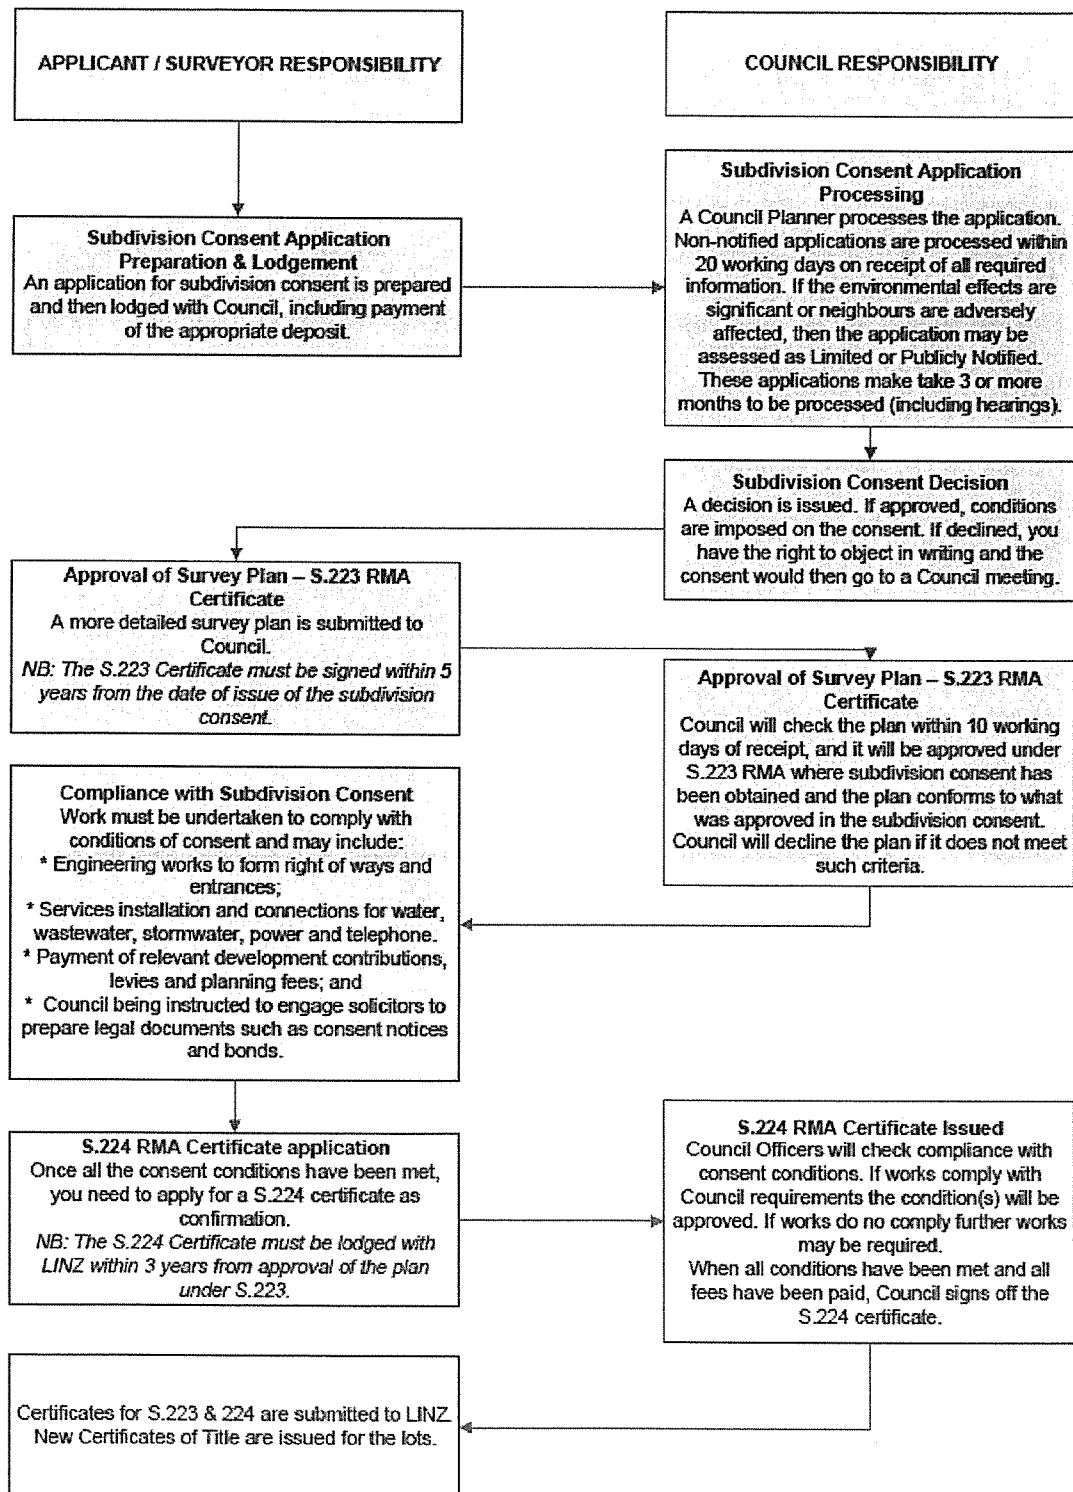 APPLICANT / SURVEYOR RESPONSIBILITY
COUNCIL RESPONSIBILITY
Subdivision Consent Application
Preparation & Lodgement
An application for subdivision consent is prepared
and then lodged with Council, including payment
of the appropriate deposit.
Subdivision Consent Application
Processing
A Council Planner processes the application.
Non-notified applications are processed within
20 working days on receipt of all required
information. If the environmental effects are
significant or neighbours are adversely
affected, then the application may be
assessed as Limited or Publicly Notified.
These applications make take 3 or more
months to be processed (including hearings).
Subdivision Consent Decision
A decision is issued. If approved, conditions
are imposed on the consent. If declined, you
have the right to object in writing and the
consent would then go to a Council meeting.
Approval of Survey Plan – S.223 RMA
Certificate
A more detailed survey plan is submitted to
Council.
NB: The S.223 Certificate must be signed within 5
years from the date of issue of the subdivision
consent.
Approval of Survey Plan – S.223 RMA
Certificate
Council will check the plan within 10 working
days of receipt, and it will be approved under
S.223 RMA where subdivision consent has
been obtained and the plan conforms to what
was approved in the subdivision consent.
Council will decline the plan if it does not meet
such criteria.
Compliance with Subdivision Consent
Work must be undertaken to comply with
conditions of consent and may include:
* Engineering works to form right of ways and
entrances;
* Services installation and connections for water,
wastewater, stormwater, power and telephone.
* Payment of relevant development contributions,
levies and planning fees; and
* Council being instructed to engage solicitors to
prepare legal documents such as consent notices
and bonds.
S.224 RMA Certificate application
Once all the consent conditions have been met,
you need to apply for a S.224 certificate as
confirmation.
NB: The S.224 Certificate must be lodged with
LINZ within 3 years from approval of the plan
under S.223.
S.224 RMA Certificate Issued
Council Officers will check compliance with
consent conditions. If works comply with
Council requirements the condition(s) will be
approved. If works do no comply further works
may be required.
When all conditions have been met and all
fees have been paid, Council signs off the
S.224 certificate.
Certificates for S.223 & 224 are submitted to LINZ.
New Certificates of Title are issued for the lots.